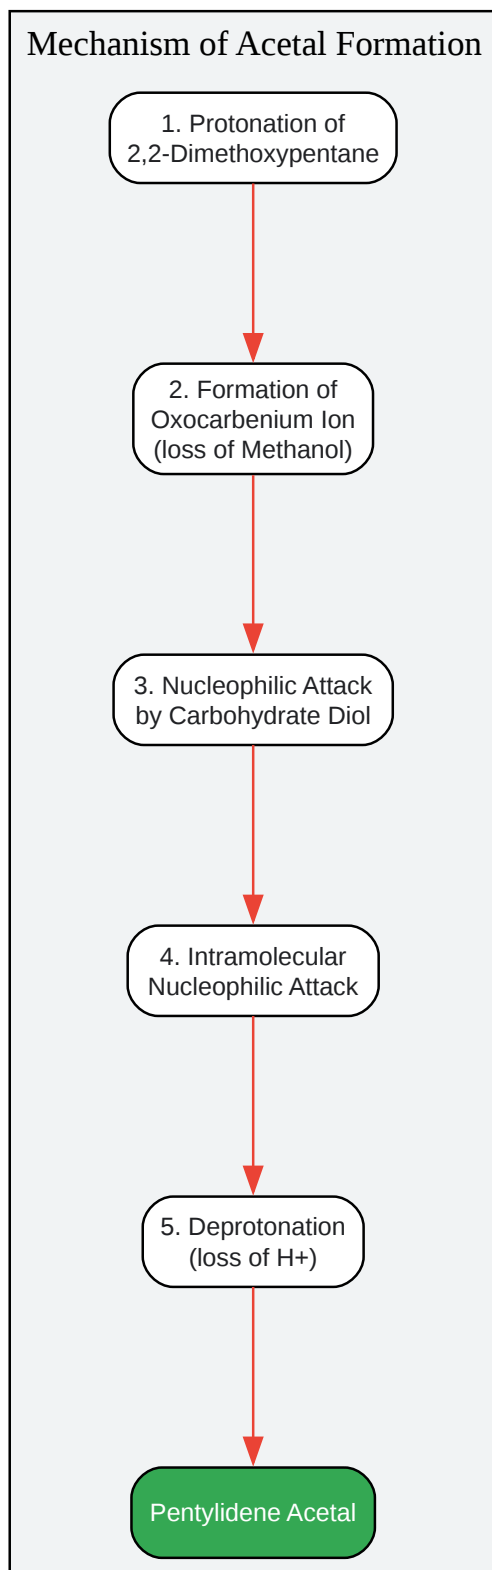 Mechanism of Acetal Formation
1. Protonation of
2,2-Dimethoxypentane
2. Formation of
Oxocarbenium Ion
(loss of Methanol)
3. Nucleophilic Attack
by Carbohydrate Diol
4. Intramolecular
Nucleophilic Attack
5. Deprotonation
(loss of H+)
Pentylidene Acetal